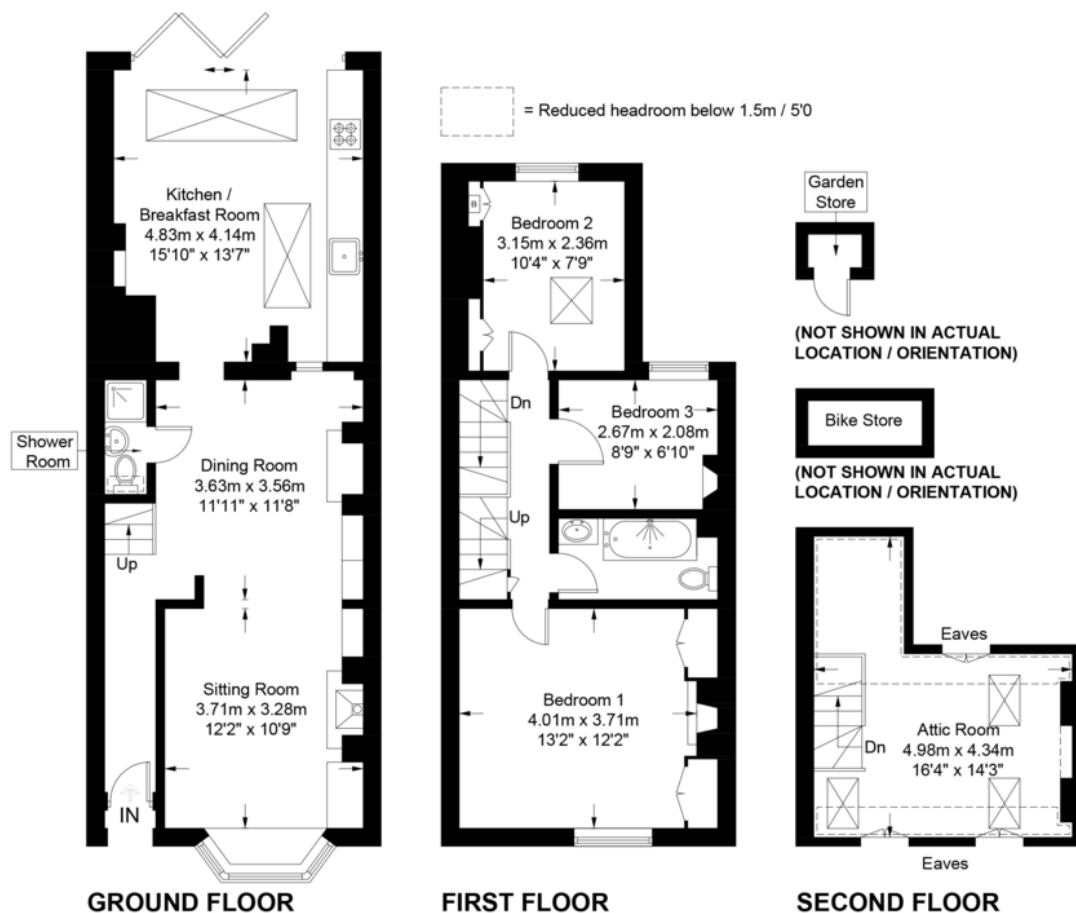 = Reduced headroom below 1.5m / 5'0
Kitchen /
Breakfast Room
4.83m x 4.14m
15'10" x 13'7"
Shower
Room
Dining Room
3.63m x 3.56m
11'11" x 11'8"
Up
Sitting Room
3.71m x 3.28m
12'2" x 10'9"
IN
GROUND FLOOR
B
Bedroom 2
3.15m x 2.36m
10'4" x 7'9"
Dn
Bedroom 3
2.67m x 2.08m
8'9" x 6'10"
Up
Bedroom 1
4.01m x 3.71m
13'2" x 12'2"
FIRST FLOOR
Garden
Store
(NOT SHOWN IN ACTUAL
LOCATION / ORIENTATION)
Bike Store
(NOT SHOWN IN ACTUAL
LOCATION / ORIENTATION)
Eaves
Attic Room
4.98m x 4.34m
16'4" x 14'3"
Dn
Eaves
SECOND FLOOR